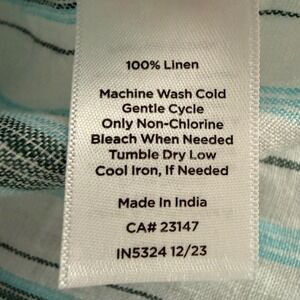 100% Linen
Machine Wash Cold
Gentle Cycle
Only Non-Chlorine
Bleach When Needed
Tumble Dry Low
Cool Iron, If Needed
Made In India
CA# 23147
IN5324 12/23